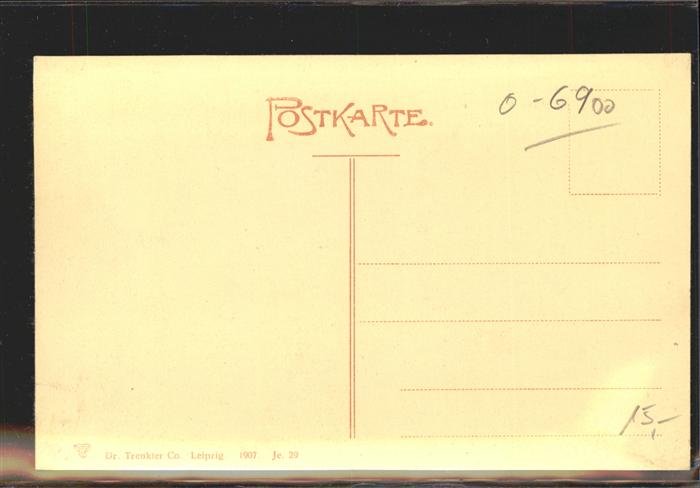 POSTKARTE.
0-6900
15,-
Dr. Trenkler Co. Leipzig 1907 Je. 29